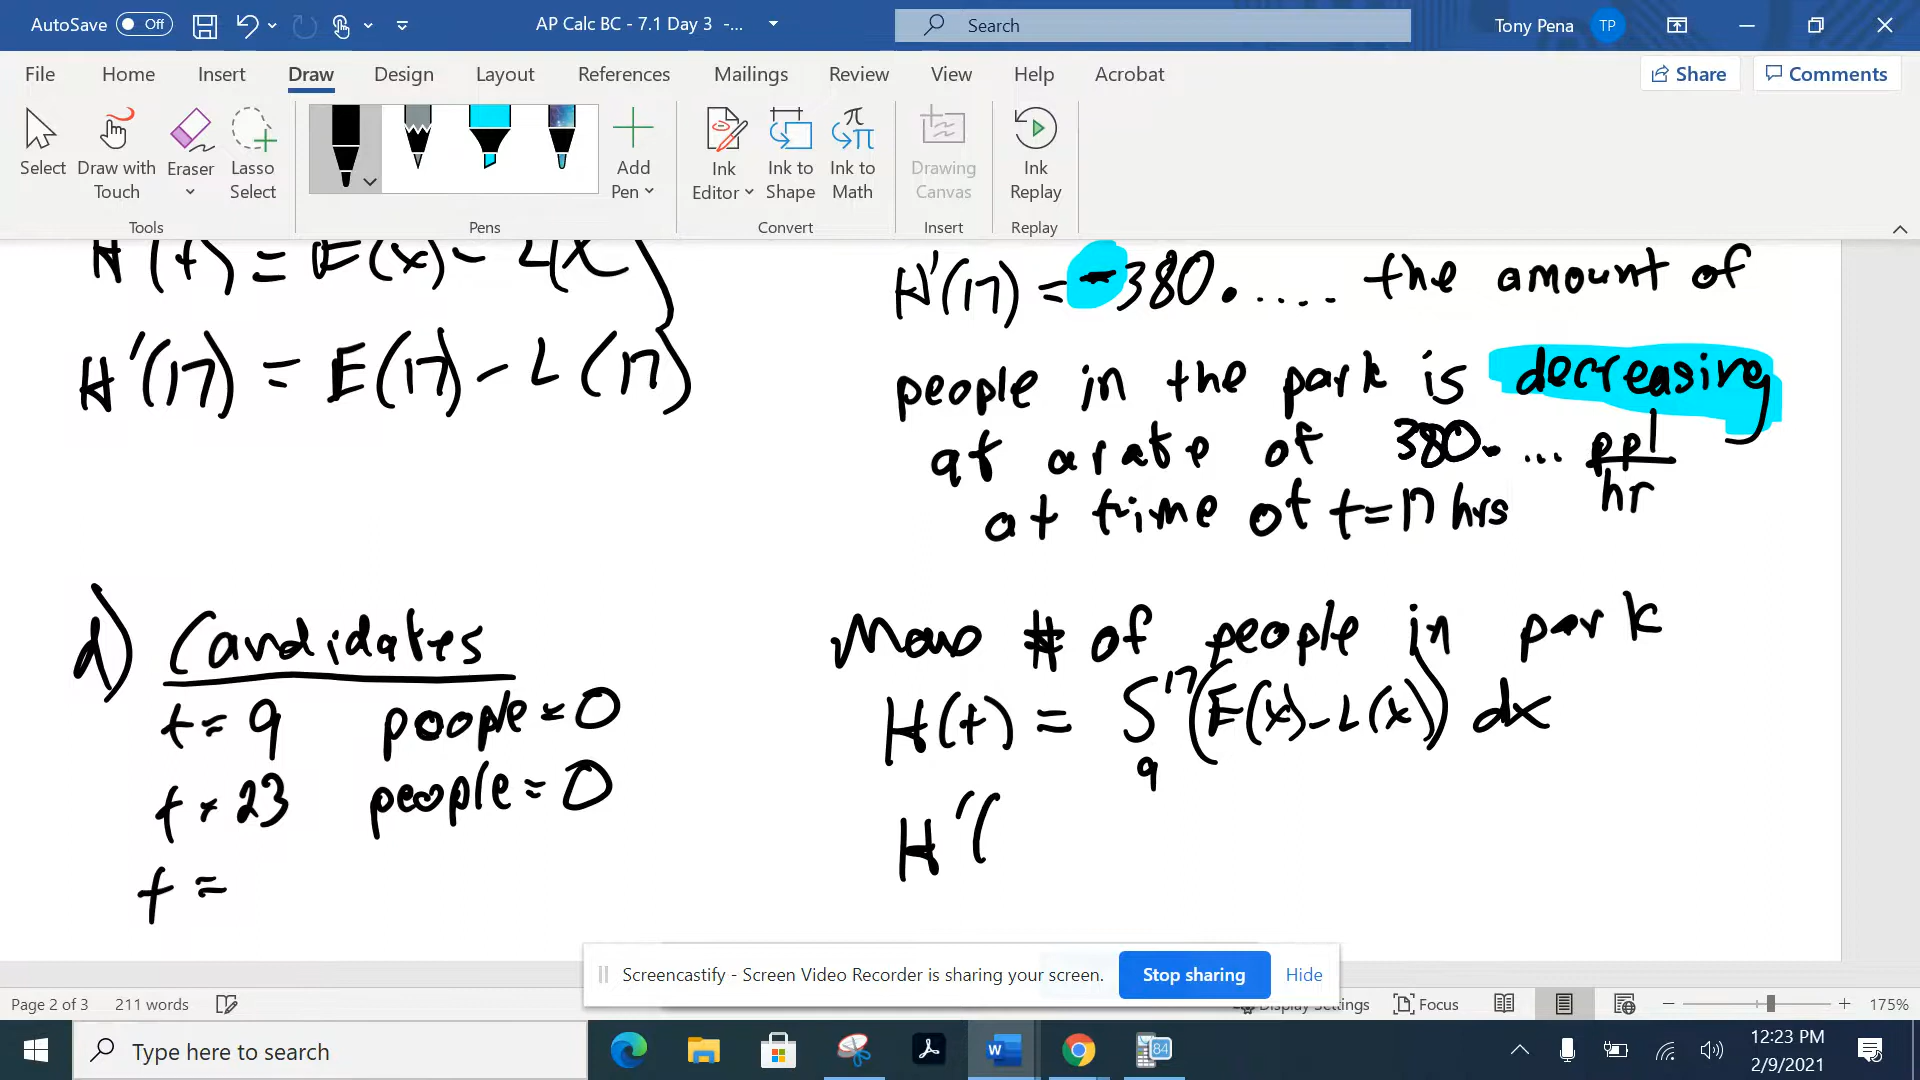 AutoSave Off
AP Calc BC - 7.1 Day 3 -...
Search
Tony Pena TP
File Home Insert Draw Design Layout References Mailings Review View Help Acrobat
Share Comments
Select
Draw with Touch
Eraser
Lasso Select
Add Pen
Ink Editor
Ink to Shape
Ink to Math
Drawing Canvas
Ink Replay
Tools Pens Convert Insert Replay
H'(t) = E(x) - L(x
H'(17) = E(17) - L(17)
H'(17) = -380. .... the amount of
people in the park is decreasing
at a rate of 380. ... ppl/hr
at time of t=17 hrs
d) Candidates
t = 9 people = 0
t = 23 people = 0
t =
Max # of people in park
H(t) = ∫₉¹⁷ (E(x) - L(x)) dx
H'(
Screencastify - Screen Video Recorder is sharing your screen. Stop sharing Hide
Page 2 of 3 211 words
Display Settings Focus 175%
Type here to search
W
84
12:23 PM
2/9/2021